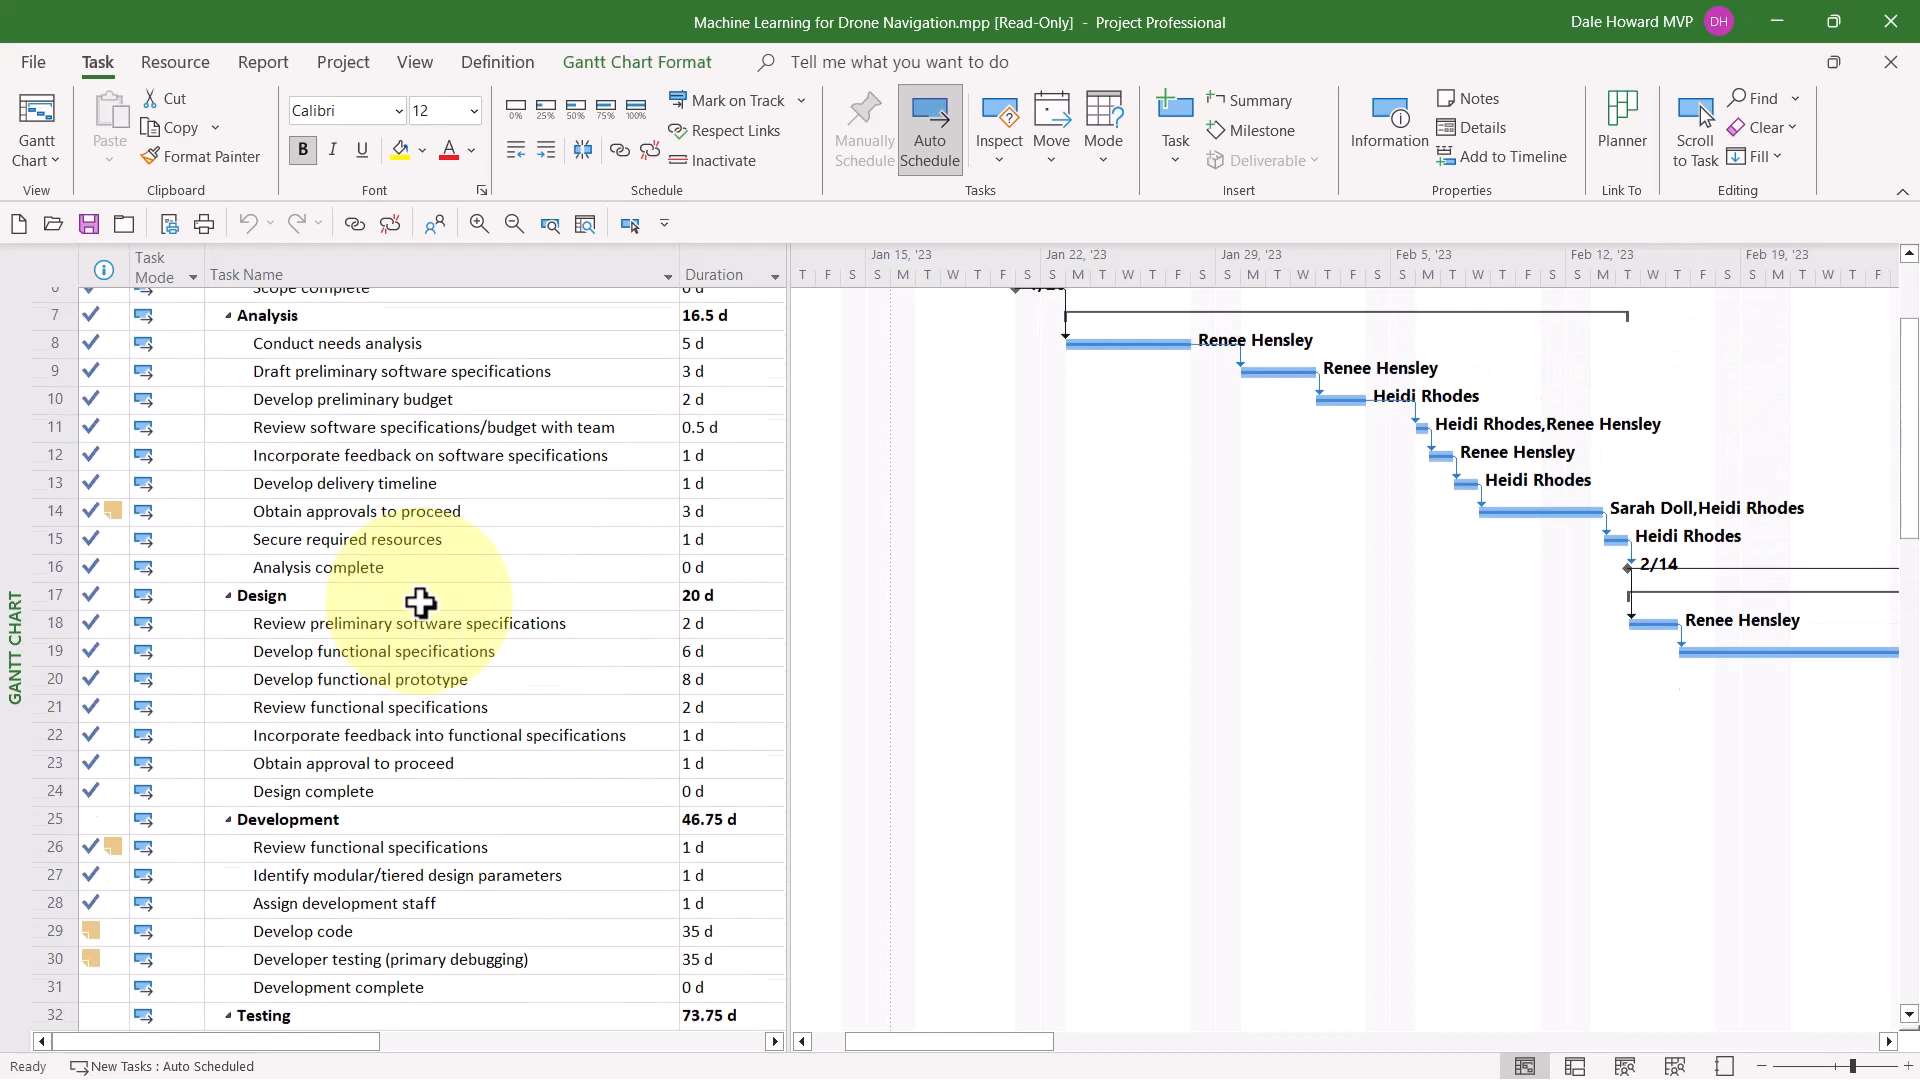 Machine Learning for Drone Navigation.mpp [Read-Only] - Project Professional
Dale Howard MVP DH
File Task Resource Report Project View Definition Gantt Chart Format Tell me what you want to do
Gantt Chart
View
Paste
Cut
Copy
Format Painter
Clipboard
Calibri 12
B I U A
Font
0% 25% 50% 75% 100%
Mark on Track
Respect Links
Inactivate
Schedule
Manually Schedule
Auto Schedule
Inspect
Move
Mode
Tasks
Task
Summary
Milestone
Deliverable
Insert
Information
Notes
Details
Add to Timeline
Properties
Planner
Link To
Scroll to Task
Find
Clear
Fill
Editing
Task Mode Task Name Duration
Jan 15, '23 Jan 22, '23 Jan 29, '23 Feb 5, '23 Feb 12, '23 Feb 19, '23
T F S S M T W T F S S M T W T F S S M T W T F S S M T W T F S S M T W T F S S M T W T F
Scope complete 0 d
7 Analysis 16.5 d
8 Conduct needs analysis 5 d Renee Hensley
9 Draft preliminary software specifications 3 d Renee Hensley
10 Develop preliminary budget 2 d Heidi Rhodes
11 Review software specifications/budget with team 0.5 d Heidi Rhodes,Renee Hensley
12 Incorporate feedback on software specifications 1 d Renee Hensley
13 Develop delivery timeline 1 d Heidi Rhodes
14 Obtain approvals to proceed 3 d Sarah Doll,Heidi Rhodes
15 Secure required resources 1 d Heidi Rhodes
16 Analysis complete 0 d 2/14
17 Design 20 d
18 Review preliminary software specifications 2 d Renee Hensley
19 Develop functional specifications 6 d
20 Develop functional prototype 8 d
21 Review functional specifications 2 d
22 Incorporate feedback into functional specifications 1 d
23 Obtain approval to proceed 1 d
24 Design complete 0 d
25 Development 46.75 d
26 Review functional specifications 1 d
27 Identify modular/tiered design parameters 1 d
28 Assign development staff 1 d
29 Develop code 35 d
30 Developer testing (primary debugging) 35 d
31 Development complete 0 d
32 Testing 73.75 d
GANTT CHART
Ready New Tasks : Auto Scheduled